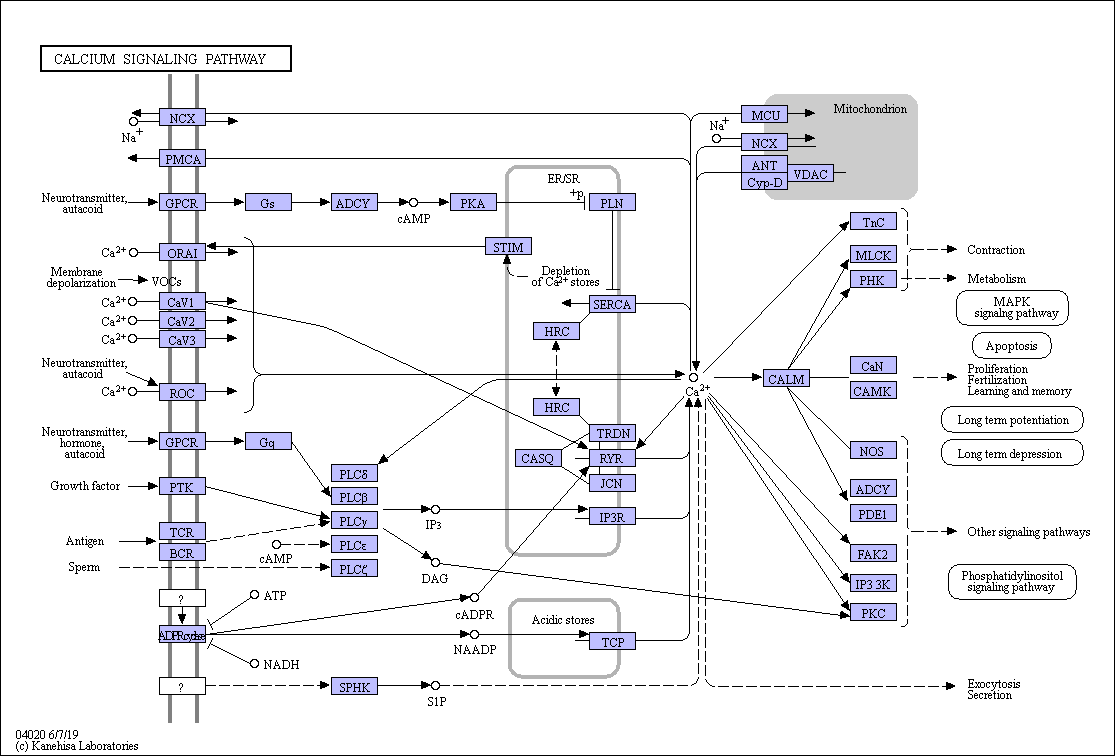 CALCIUM SIGNALING PATHWAY
NCX
Na+
PMCA
Neurotransmitter,
autacoid
GPCR
Gs
ADCY
cAMP
PKA
ER/SR
+p
PLN
MCU
Mitochondrion
Na+
NCX
ANT
Cyp-D
VDAC
Ca2+
ORAI
STIM
Depletion
of Ca2+ stores
Membrane
depolarization
VOCs
Ca2+
CaV1
Ca2+
CaV2
Ca2+
CaV3
SERCA
HRC
Neurotransmitter,
autacoid
Ca2+
ROC
HRC
TRDN
CASQ
RYR
JCN
IP3R
Neurotransmitter,
hormone,
autacoid
GPCR
Gq
Growth factor
PTK
Antigen
TCR
BCR
Sperm
PLCδ
PLCβ
PLCγ
PLCε
PLCζ
cAMP
IP3
DAG
?
ATP
cADPR
NAADP
NADH
Acidic stores
TCP
?
SPHK
S1P
Ca2+
CALM
TnC
MLCK
PHK
CaN
CAMK
NOS
ADCY
PDE1
FAK2
IP3 3K
PKC
Contraction
Metabolism
MAPK
signaling pathway
Apoptosis
Proliferation
Fertilization
Learning and memory
Long term potentiation
Long term depression
Other signaling pathways
Phosphatidylinositol
signaling pathway
Exocytosis
Secretion
04020 6/7/19
(c) Kanehisa Laboratories